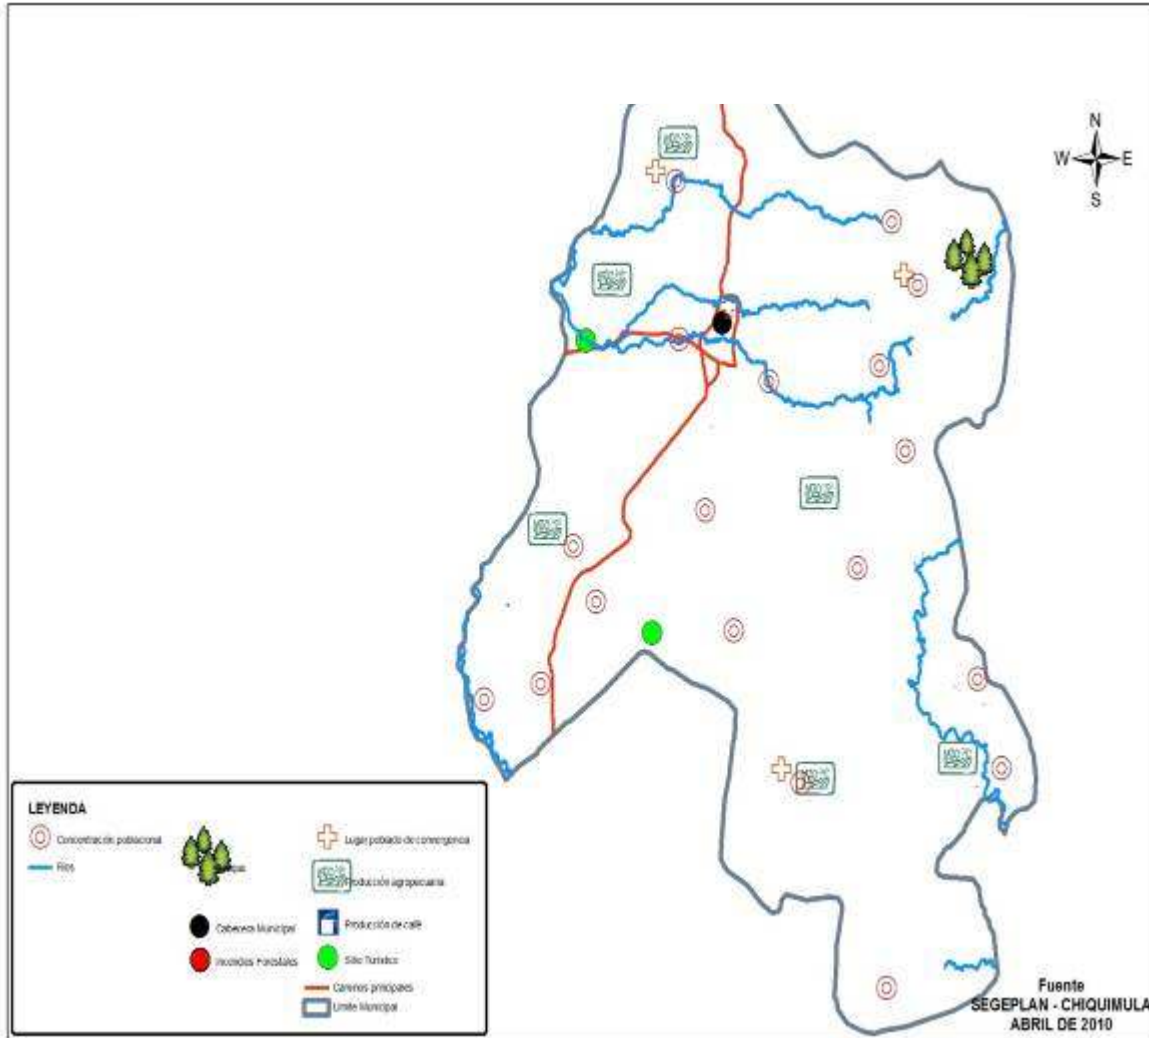 N
W E
S
LEYENDA
Concentración poblacional
Ríos
Cabecera Municipal
Incendios Forestales
Lugar poblado de convergencia
Producción agropecuaria
Producción de café
Sitio Turístico
Caminos principales
Límite Municipal
Fuente
SEGEPLAN - CHIQUIMULA
ABRIL DE 2010